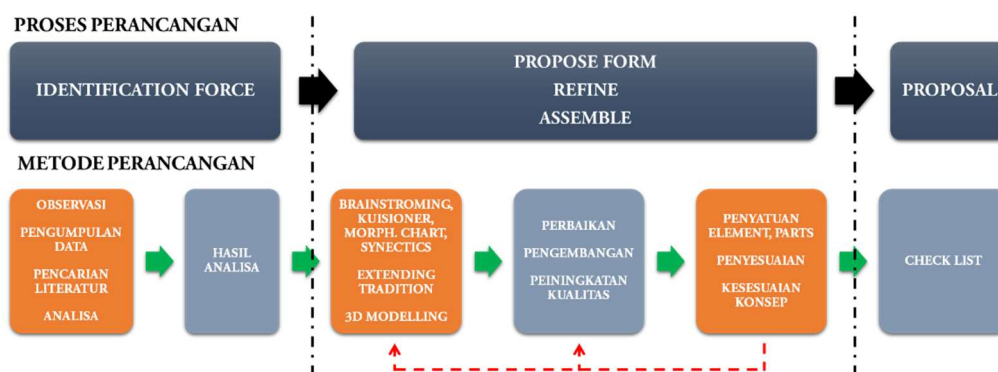 PROSES PERANCANGAN
IDENTIFICATION FORCE
PROPOSE FORM
REFINE
ASSEMBLE
PROPOSAL
METODE PERANCANGAN
OBSERVASI
PENGUMPULAN
DATA
PENCARIAN
LITERATUR
ANALISA
HASIL
ANALISA
BRAINSTROMING,
KUISIONER,
MORPH. CHART,
SYNECTICS
EXTENDING
TRADITION
3D MODELLING
PERBAIKAN
PENGEMBANGAN
PEININGKATAN
KUALITAS
PENYATUAN
ELEMENT, PARTS
PENYESUAIAN
KESESUAIAN
KONSEP
CHECK LIST